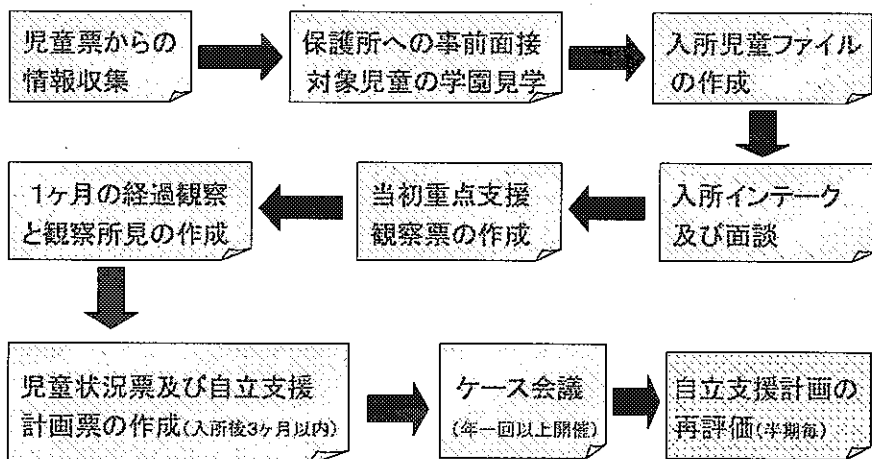 児童票からの
情報収集
保護所への事前面接
対象児童の学園見学
入所児童ファイル
の作成
入所インテーク
及び面談
当初重点支援
観察票の作成
1ヶ月の経過観察
と観察所見の作成
児童状況票及び自立支援
計画票の作成(入所後3ヶ月以内)
ケース会議
(年一回以上開催)
自立支援計画の
再評価(半期毎)